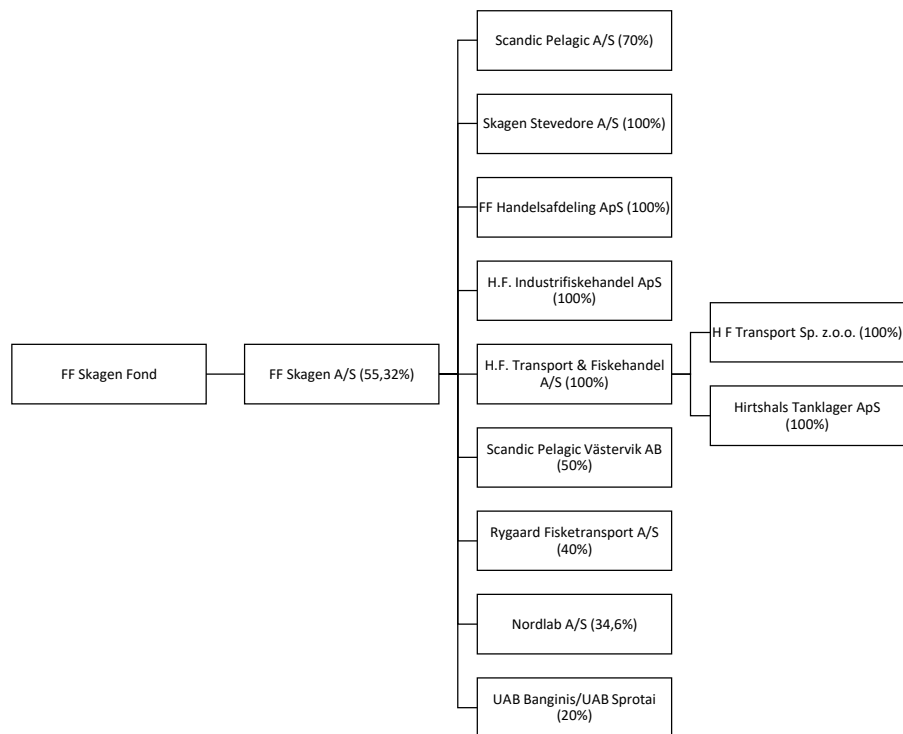 Scandic Pelagic A/S (70%)
Skagen Stevedore A/S (100%)
FF Handelsafdeling ApS (100%)
H.F. Industrifiskehandel ApS
(100%)
H F Transport Sp. z.o.o. (100%)
FF Skagen Fond
FF Skagen A/S (55,32%)
H.F. Transport & Fiskehandel
A/S (100%)
Hirtshals Tanklager ApS
(100%)
Scandic Pelagic Västervik AB
(50%)
Rygaard Fisketransport A/S
(40%)
Nordlab A/S (34,6%)
UAB Banginis/UAB Sprotai
(20%)